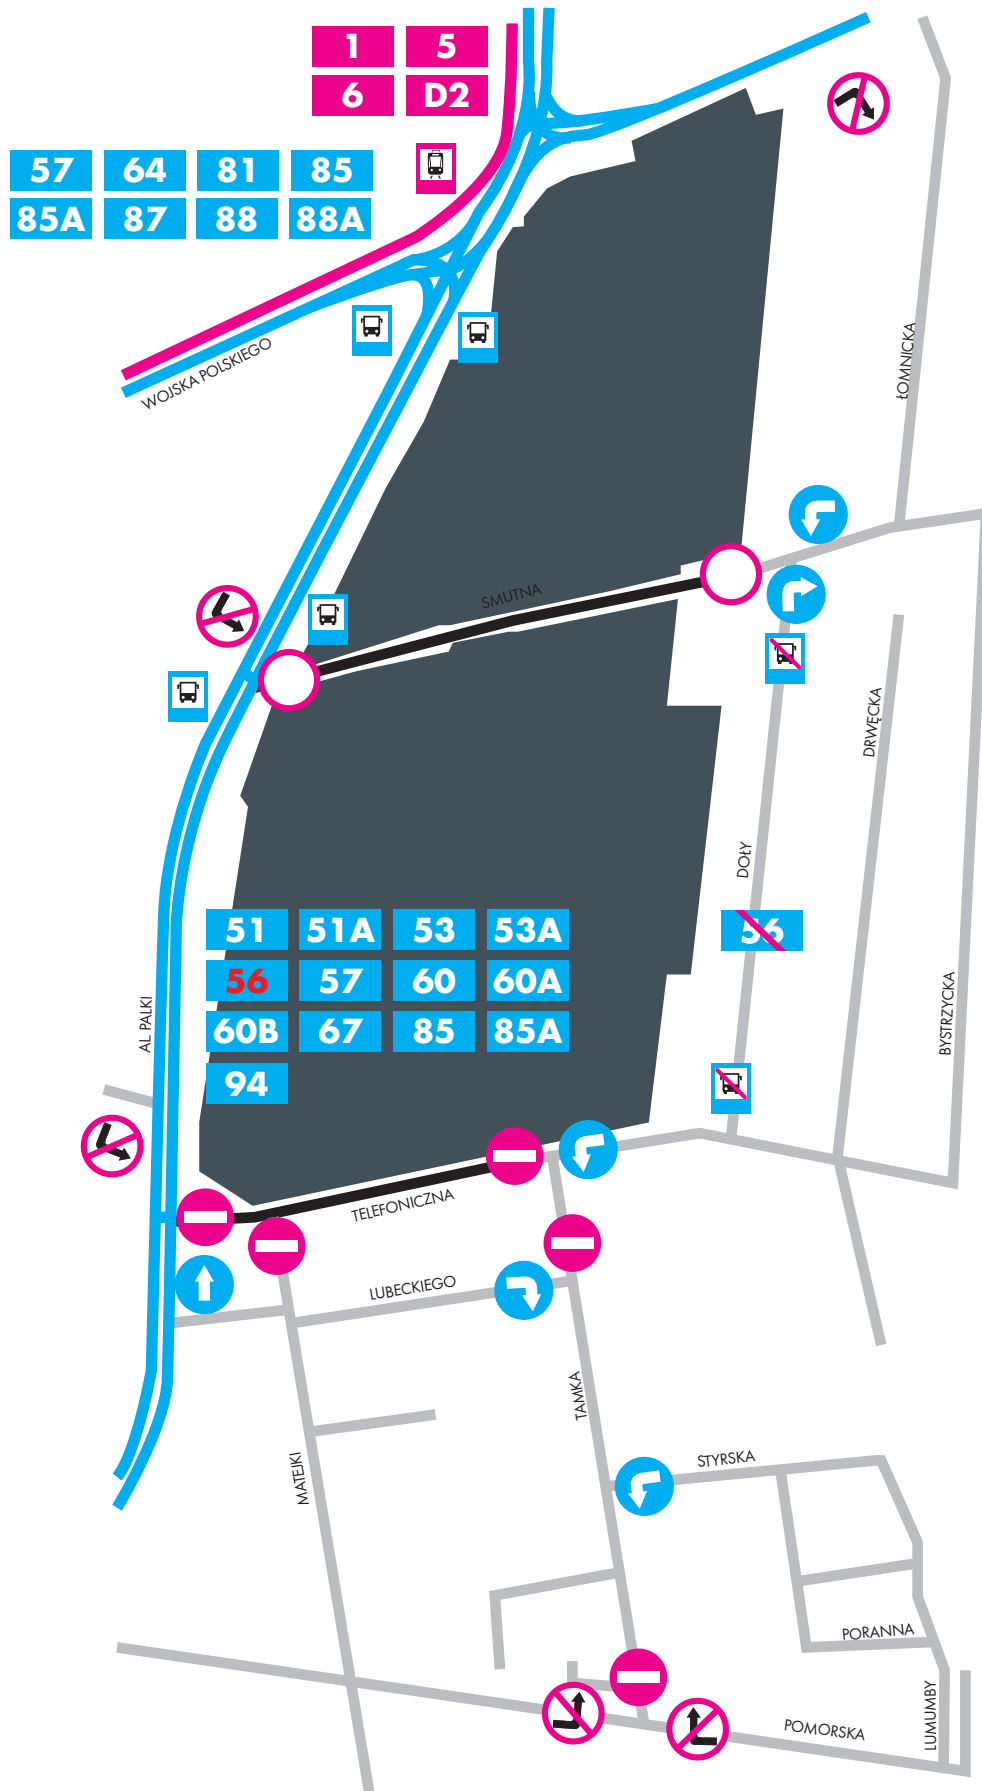 1 5
6 D2
57 64 81 85
85A 87 88 88A
WOJSKA POLSKIEGO
ŁOMNICKA
SMUTNA
DRWĘCKA
DOŁY
51 51A 53 53A
56
56 57 60 60A
BYSTRZYCKA
AL PALKI
60B 67 85 85A
94
TELEFONICZNA
LUBECKIEGO
TAMKA
MATEJKI
STYRSKA
PORANNA
LUMUMBY
POMORSKA